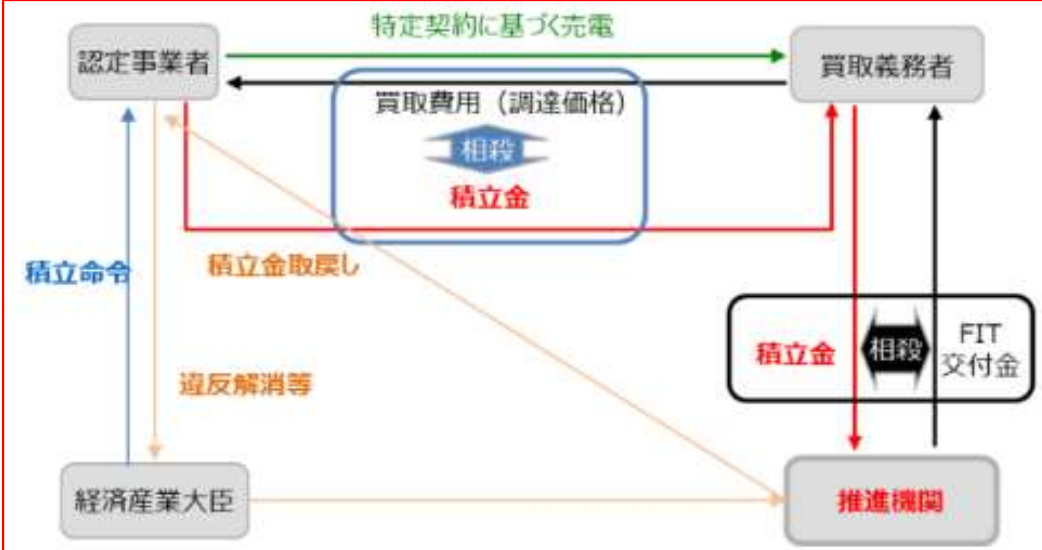 特定契約に基づく売電
認定事業者
買取義務者
買取費用（調達価格）
相殺
積立金
積立命令
積立金取戻し
積立金
相殺
FIT
交付金
違反解消等
経済産業大臣
推進機関